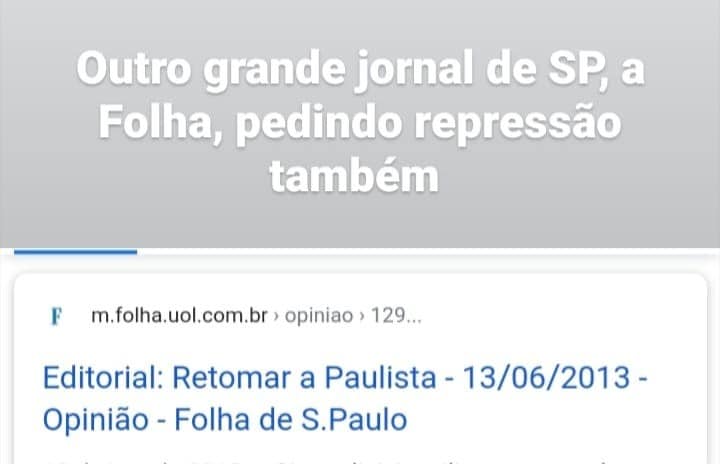 Outro grande jornal de SP, a
Folha, pedindo repressão
também
F m.folha.uol.com.br › opiniao › 129...
Editorial: Retomar a Paulista - 13/06/2013 -
Opinião - Folha de S.Paulo